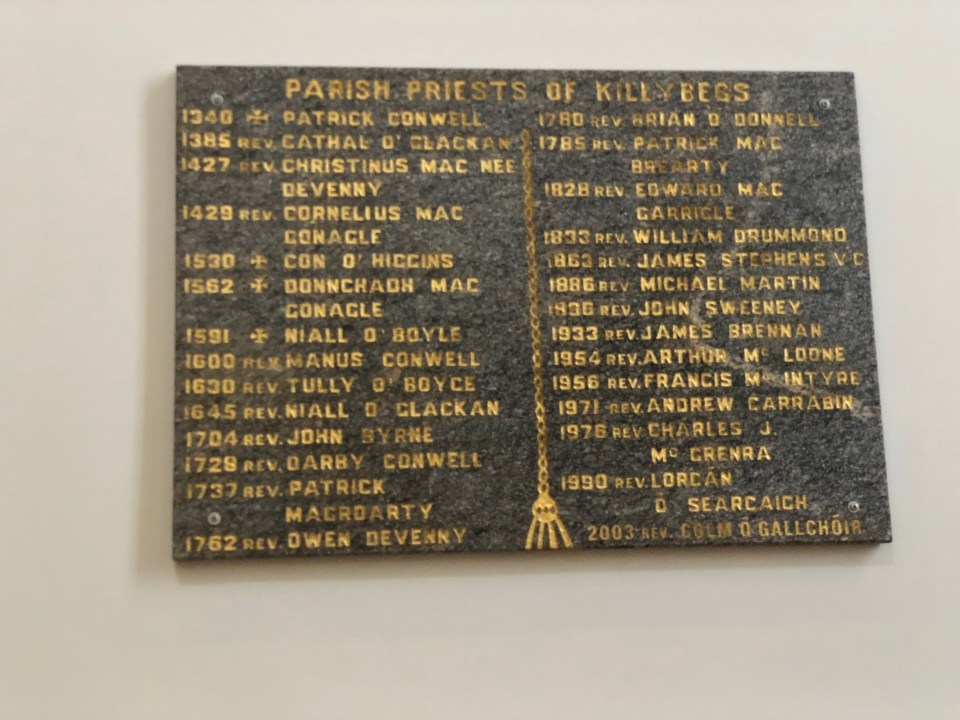 PARISH PRIESTS OF KILLYBEGS
1340 ✠ PATRICK CONWELL
1385 REV. CATHAL O'GLACKAN
1427 REV. CHRISTINUS MAC NEE
DEVENNY
1429 REV. CORNELIUS MAC
GONAGLE
1530 ✠ CON O'HIGGINS
1562 ✠ DONNCHADH MAC
GONAGLE
1591 ✠ NIALL O'BOYLE
1600 REV. MANUS CONWELL
1630 REV. TULLY O'BOYCE
1645 REV. NIALL O GLACKAN
1704 REV. JOHN BYRNE
1729 REV. DARBY CONWELL
1737 REV. PATRICK
MACROARTY
1762 REV. OWEN DEVENNY
1780 REV. BRIAN O DONNELL
1785 REV. PATRICK MAC
BREARTY
1828 REV. EDWARD MAC
GARRIGLE
1833 REV. WILLIAM DRUMMOND
1863 REV. JAMES STEPHENS V G
1886 REV. MICHAEL MARTIN
1896 REV. JOHN SWEENEY
1933 REV. JAMES BRENNAN
1954 REV. ARTHUR Mc LOONE
1956 REV. FRANCIS Mc INTYRE
1971 REV. ANDREW CARRABIN
1976 REV. CHARLES J.
Mc GRENRA
1990 REV. LORCÁN
Ó SEARCAIGH
2003 REV. COLM Ó GALLCHÓIR